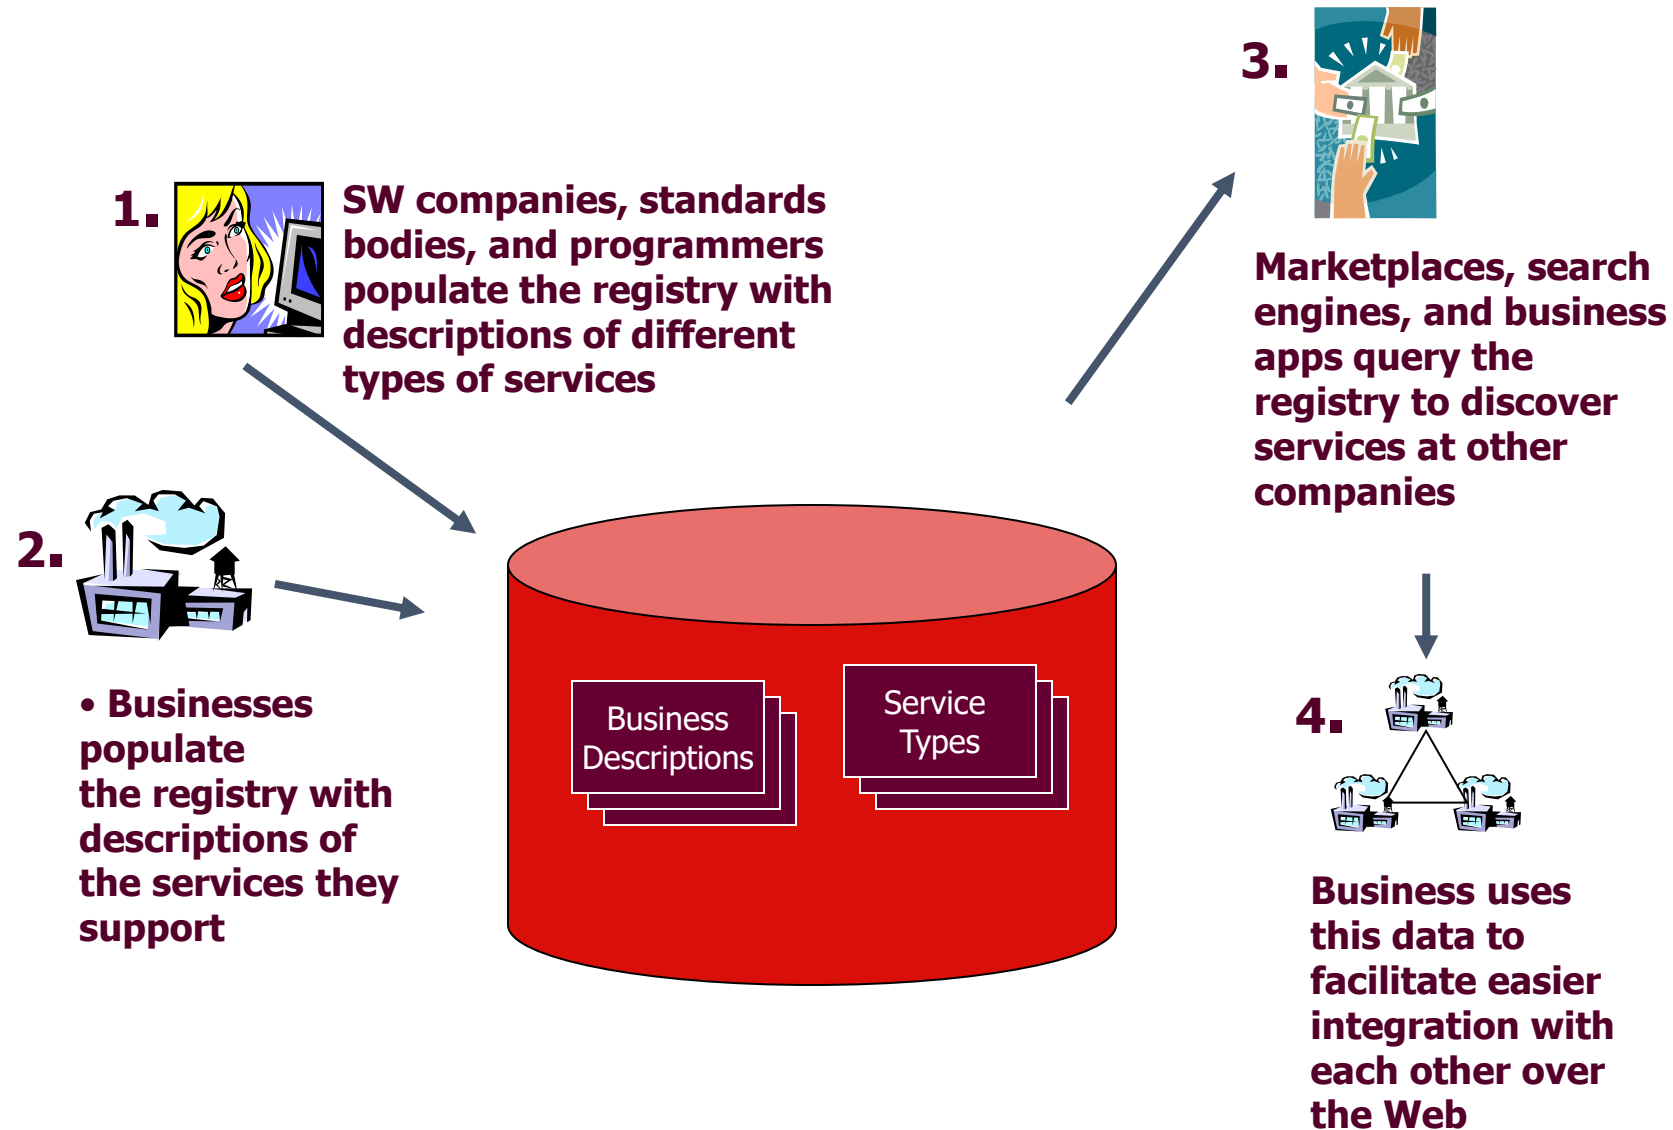 1.
SW companies, standards
bodies, and programmers
populate the registry with
descriptions of different
types of services
2.
• Businesses
populate
the registry with
descriptions of
the services they
support
Business
Descriptions
Service
Types
3.
Marketplaces, search
engines, and business
apps query the
registry to discover
services at other
companies
4.
Business uses
this data to
facilitate easier
integration with
each other over
the Web